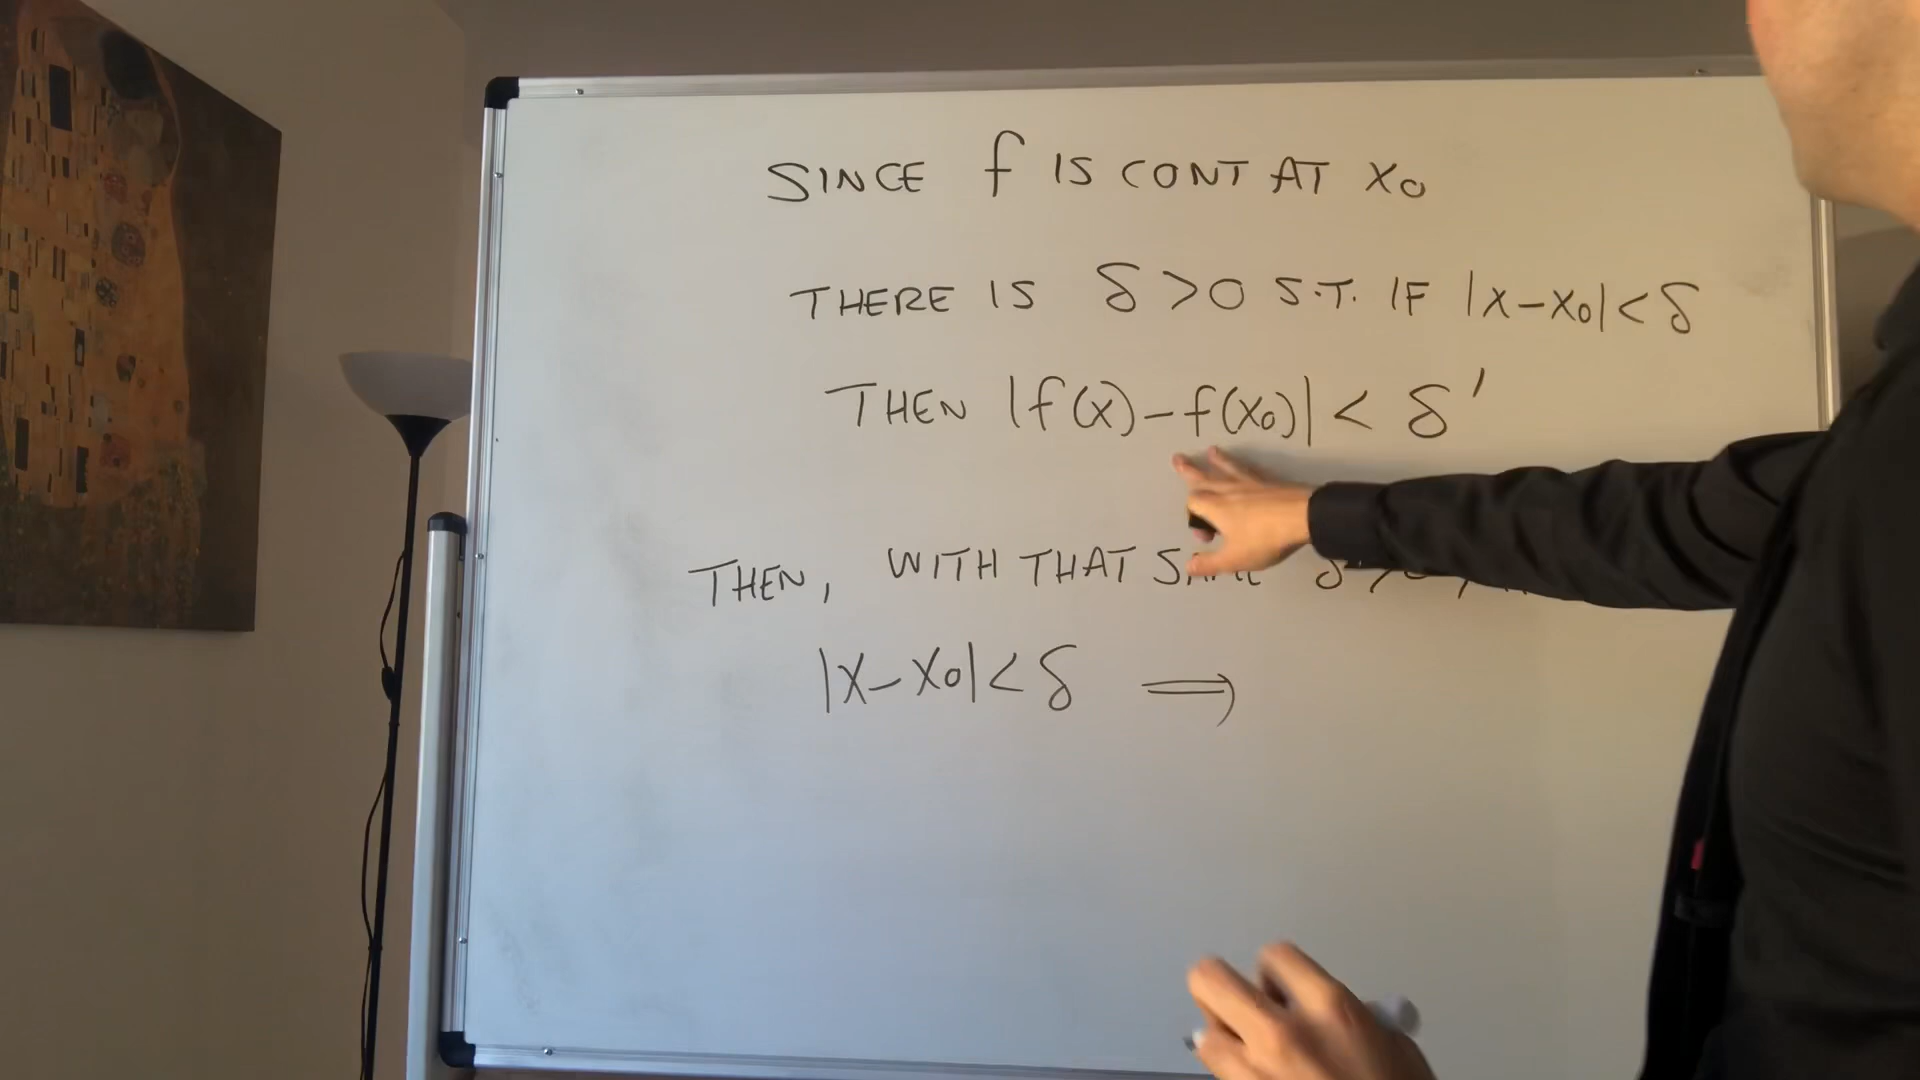 SINCE f IS CONT AT x₀
THERE IS δ > 0 S.T. IF |x-x₀| < δ
THEN |f(x)-f(x₀)| < δ'
THEN, WITH THAT
|x-x₀| < δ ⟹